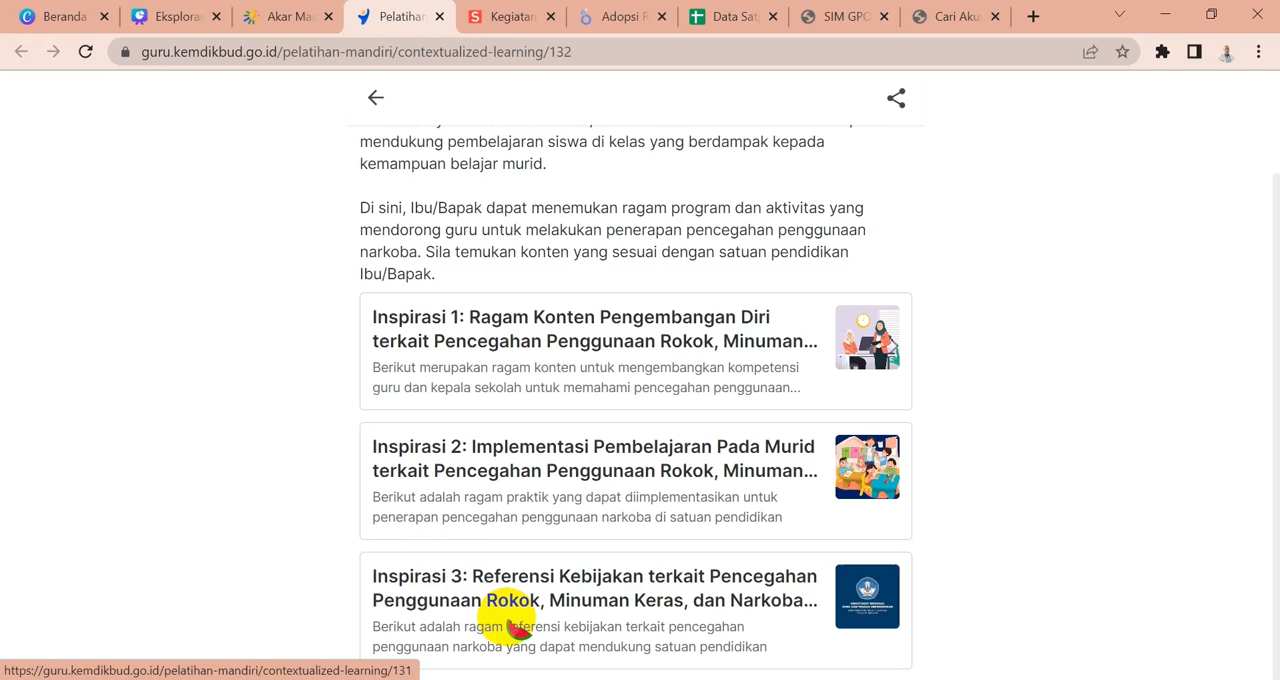 Beranda
Eksplora
Akar Ma
Pelatihan
Kegiatan
Adopsi
Data Sat
SIM GPO
Cari Aku
guru.kemdikbud.go.id/pelatihan-mandiri/contextualized-learning/132
mendukung pembelajaran siswa di kelas yang berdampak kepada
kemampuan belajar murid.
Di sini, Ibu/Bapak dapat menemukan ragam program dan aktivitas yang
mendorong guru untuk melakukan penerapan pencegahan penggunaan
narkoba. Sila temukan konten yang sesuai dengan satuan pendidikan
Ibu/Bapak.
Inspirasi 1: Ragam Konten Pengembangan Diri
terkait Pencegahan Penggunaan Rokok, Minuman...
Berikut merupakan ragam konten untuk mengembangkan kompetensi
guru dan kepala sekolah untuk memahami pencegahan penggunaan...
Inspirasi 2: Implementasi Pembelajaran Pada Murid
terkait Pencegahan Penggunaan Rokok, Minuman...
Berikut adalah ragam praktik yang dapat diimplementasikan untuk
penerapan pencegahan penggunaan narkoba di satuan pendidikan
Inspirasi 3: Referensi Kebijakan terkait Pencegahan
Penggunaan Rokok, Minuman Keras, dan Narkoba...
Berikut adalah ragam referensi kebijakan terkait pencegahan
penggunaan narkoba yang dapat mendukung satuan pendidikan
https://guru.kemdikbud.go.id/pelatihan-mandiri/contextualized-learning/131